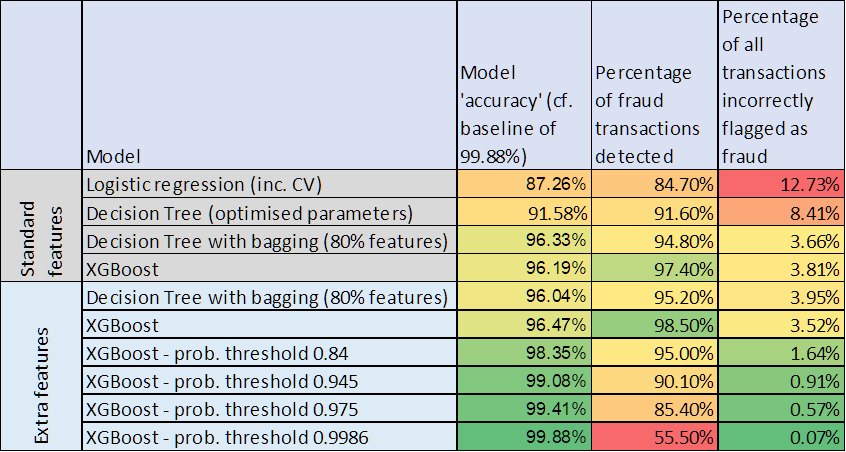 Model
Model 'accuracy' (cf. baseline of 99.88%)
Percentage of fraud transactions detected
Percentage of all transactions incorrectly flagged as fraud
Standard features
Logistic regression (inc. CV) 87.26% 84.70% 12.73%
Decision Tree (optimised parameters) 91.58% 91.60% 8.41%
Decision Tree with bagging (80% features) 96.33% 94.80% 3.66%
XGBoost 96.19% 97.40% 3.81%
Extra features
Decision Tree with bagging (80% features) 96.04% 95.20% 3.95%
XGBoost 96.47% 98.50% 3.52%
XGBoost - prob. threshold 0.84 98.35% 95.00% 1.64%
XGBoost - prob. threshold 0.945 99.08% 90.10% 0.91%
XGBoost - prob. threshold 0.975 99.41% 85.40% 0.57%
XGBoost - prob. threshold 0.9986 99.88% 55.50% 0.07%